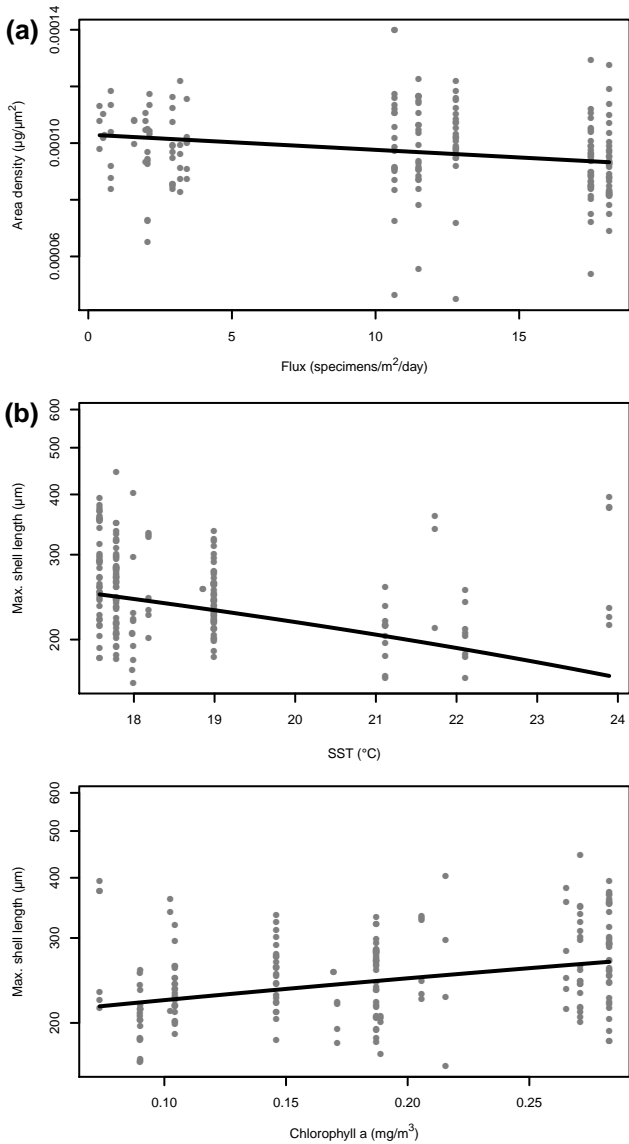 (a)
0.00014
0.00010
0.00006
Area density (µg/µm²)
0 5 10 15
Flux (specimens/m²/day)
(b)
600
500
400
300
200
Max. shell length (µm)
18 19 20 21 22 23 24
SST (°C)
600
500
400
300
200
Max. shell length (µm)
0.10 0.15 0.20 0.25
Chlorophyll a (mg/m³)